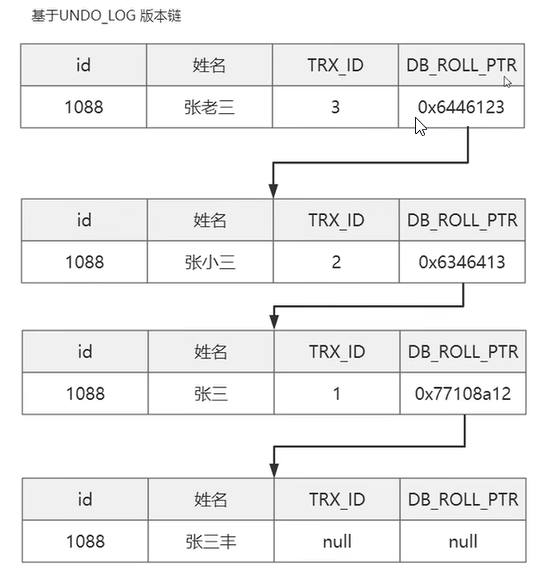 基于UNDO_LOG 版本链
id 姓名 TRX_ID DB_ROLL_PTR
1088 张老三 3 0x6446123
id 姓名 TRX_ID DB_ROLL_PTR
1088 张小三 2 0x6346413
id 姓名 TRX_ID DB_ROLL_PTR
1088 张三 1 0x77108a12
id 姓名 TRX_ID DB_ROLL_PTR
1088 张三丰 null null